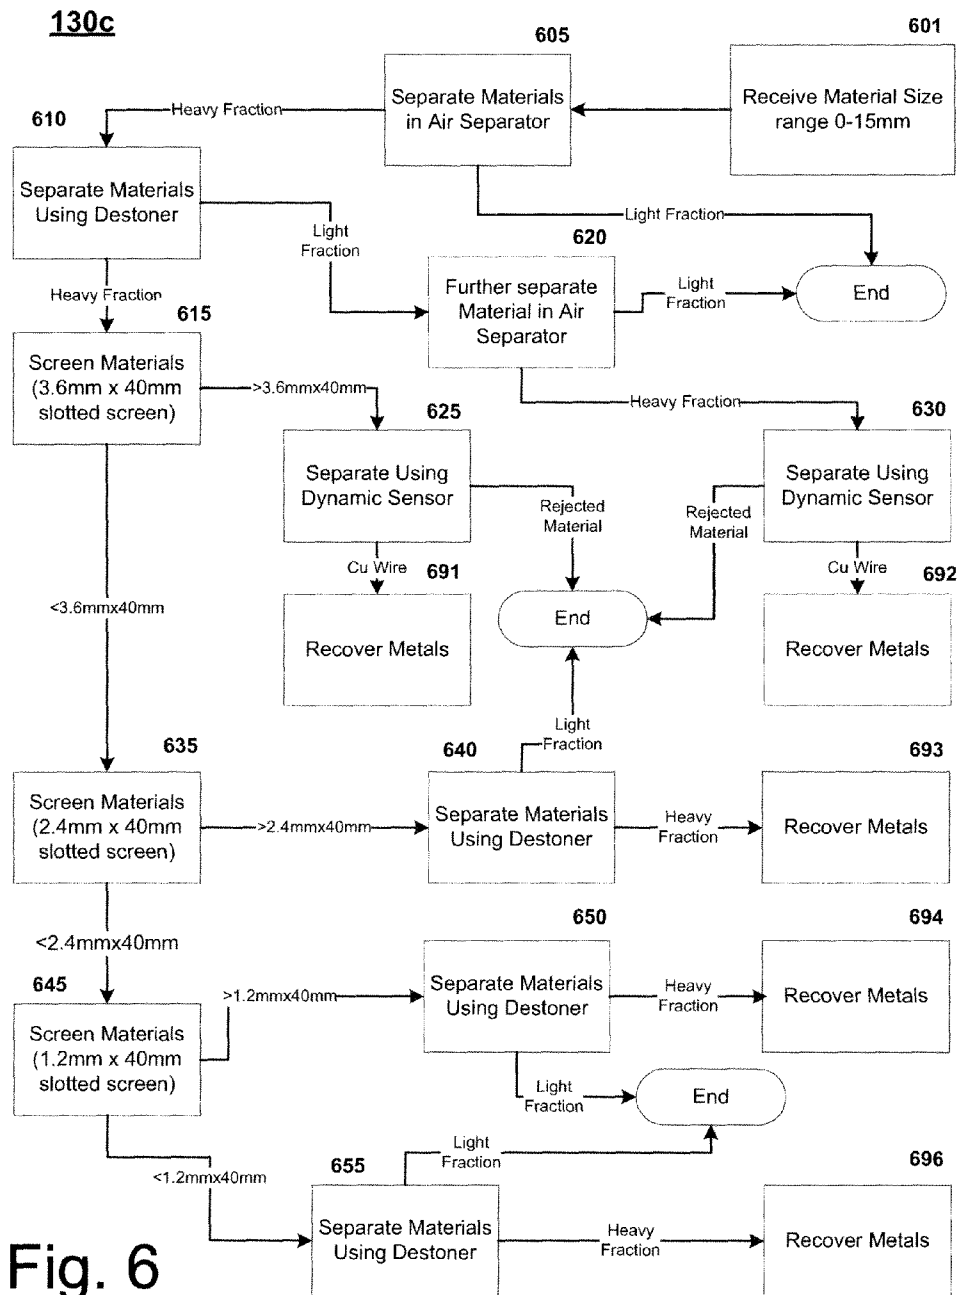 130c
605
601
Separate Materials
in Air Separator
Receive Material Size
range 0-15mm
Heavy Fraction
610
Separate Materials
Using Destoner
Light Fraction
Light
Fraction
620
Further separate
Material in Air
Separator
Light
Fraction
End
Heavy Fraction
615
Screen Materials
(3.6mm x 40mm
slotted screen)
>3.6mmx40mm
Heavy Fraction
625
630
Separate Using
Dynamic Sensor
Separate Using
Dynamic Sensor
Rejected
Material
Rejected
Material
Cu Wire
691
Cu Wire
692
<3.6mmx40mm
Recover Metals
End
Recover Metals
Light
Fraction
635
640
693
Screen Materials
(2.4mm x 40mm
slotted screen)
>2.4mmx40mm
Separate Materials
Using Destoner
Heavy
Fraction
Recover Metals
<2.4mmx40mm
650
694
645
Screen Materials
(1.2mm x 40mm
slotted screen)
>1.2mmx40mm
Separate Materials
Using Destoner
Heavy
Fraction
Recover Metals
Light
Fraction
End
Light
Fraction
<1.2mmx40mm
655
696
Separate Materials
Using Destoner
Heavy
Fraction
Recover Metals
Fig. 6